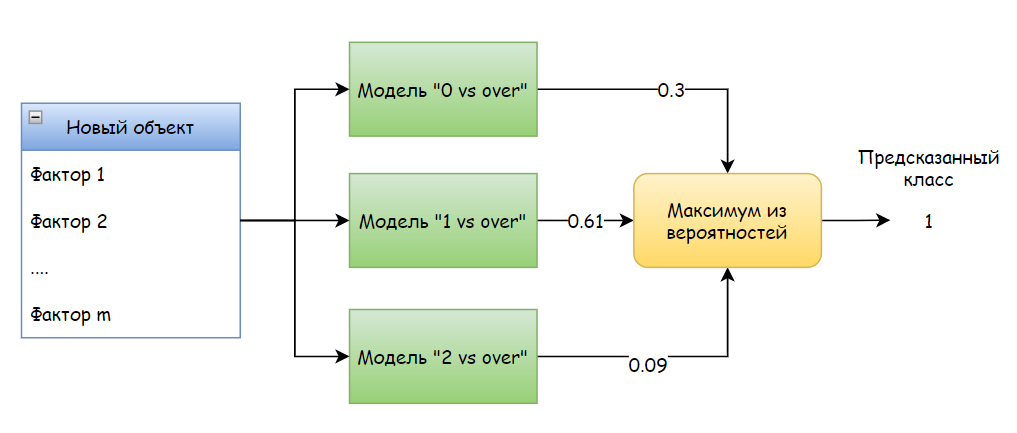 Новый объект
Фактор 1
Фактор 2
....
Фактор m
Модель "0 vs over"
0.3
Модель "1 vs over"
0.61
Модель "2 vs over"
0.09
Максимум из
вероятностей
Предсказанный
класс
1